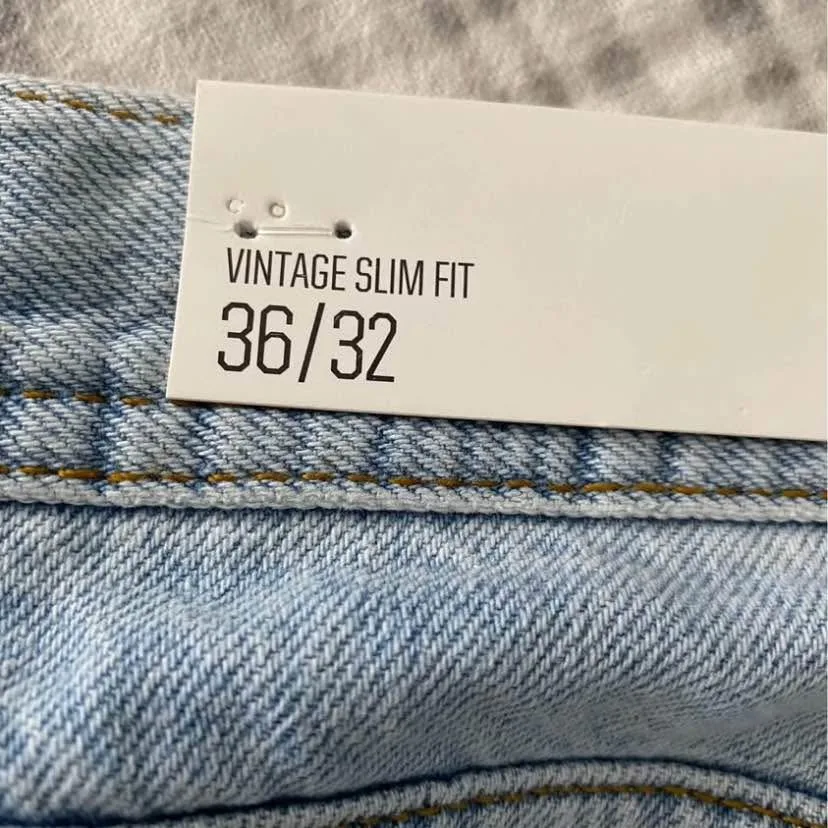 c o
VINTAGE SLIM FIT
36/32